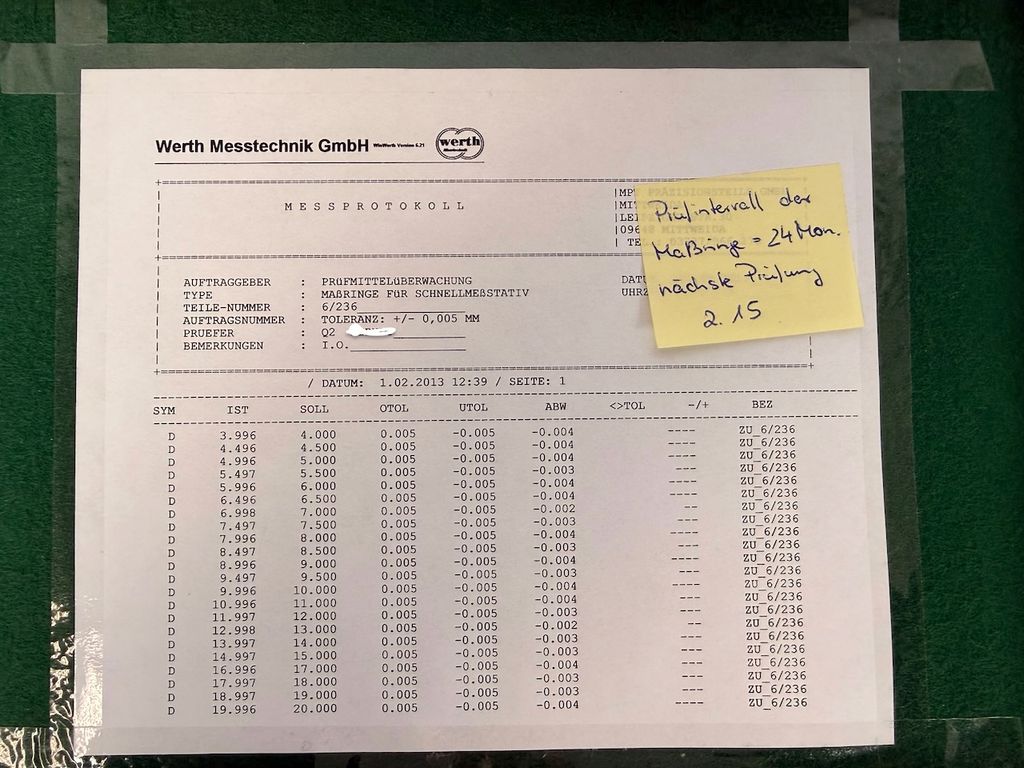 Werth Messtechnik GmbH WinWerth Version 6.21 werth
MESSPROTOKOLL
Prüfintervall der
Maßringe = 24 Mon.
nächste Prüfung
2.15
AUFTRAGGEBER : PRüFMITTELüBERWACHUNG
TYPE : MAßRINGE FüR SCHNELLMEßSTATIV
TEILE-NUMMER : 6/236
AUFTRAGSNUMMER : TOLERANZ: +/- 0,005 MM
PRUEFER : Q2
BEMERKUNGEN : I.O.
/ DATUM: 1.02.2013 12:39 / SEITE: 1
SYM IST SOLL OTOL UTOL ABW <>TOL -/+ BEZ
D 3.996 4.000 0.005 -0.005 -0.004 ---- ZU_6/236
D 4.496 4.500 0.005 -0.005 -0.004 ---- ZU_6/236
D 4.996 5.000 0.005 -0.005 -0.004 ---- ZU_6/236
D 5.497 5.500 0.005 -0.005 -0.003 --- ZU_6/236
D 5.996 6.000 0.005 -0.005 -0.004 ---- ZU_6/236
D 6.496 6.500 0.005 -0.005 -0.004 ---- ZU_6/236
D 6.998 7.000 0.005 -0.005 -0.002 -- ZU_6/236
D 7.497 7.500 0.005 -0.005 -0.003 --- ZU_6/236
D 7.996 8.000 0.005 -0.005 -0.004 ---- ZU_6/236
D 8.497 8.500 0.005 -0.005 -0.003 --- ZU_6/236
D 8.996 9.000 0.005 -0.005 -0.004 ---- ZU_6/236
D 9.497 9.500 0.005 -0.005 -0.003 --- ZU_6/236
D 9.996 10.000 0.005 -0.005 -0.004 ---- ZU_6/236
D 10.996 11.000 0.005 -0.005 -0.004 ---- ZU_6/236
D 11.997 12.000 0.005 -0.005 -0.003 --- ZU_6/236
D 12.998 13.000 0.005 -0.005 -0.002 -- ZU_6/236
D 13.997 14.000 0.005 -0.005 -0.003 --- ZU_6/236
D 14.997 15.000 0.005 -0.005 -0.003 --- ZU_6/236
D 16.996 17.000 0.005 -0.005 -0.004 ---- ZU_6/236
D 17.997 18.000 0.005 -0.005 -0.003 --- ZU_6/236
D 18.997 19.000 0.005 -0.005 -0.003 --- ZU_6/236
D 19.996 20.000 0.005 -0.005 -0.004 ---- ZU_6/236